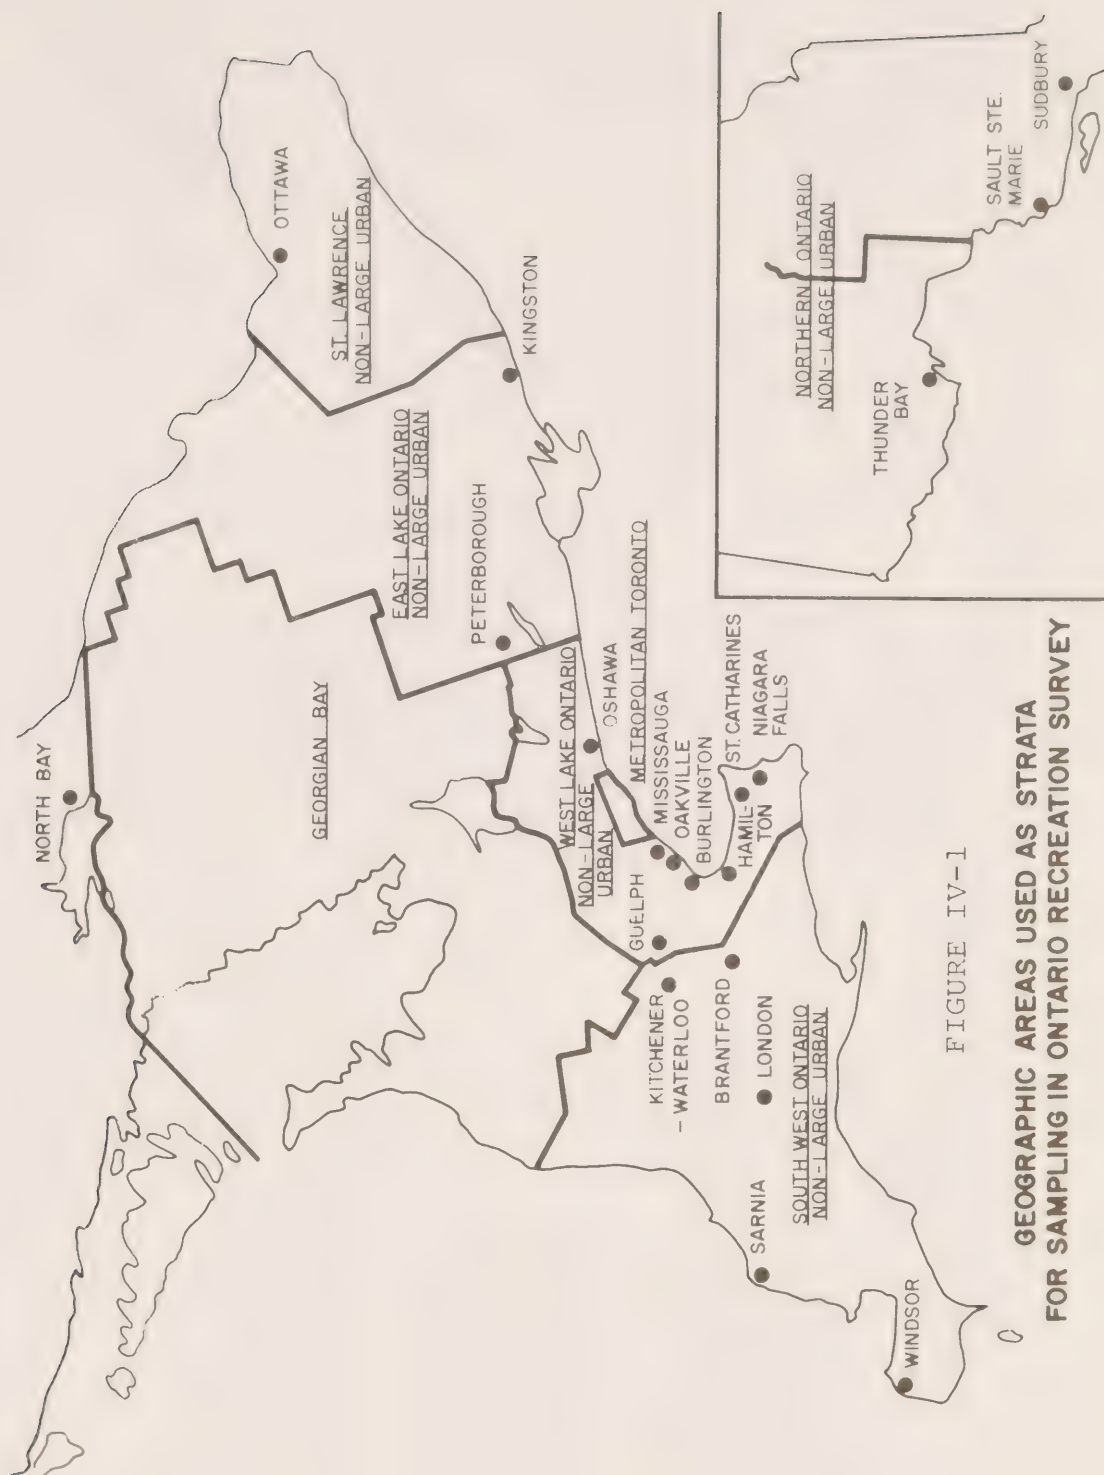 NORTH BAY
GEORGIAN BAY
OTTAWA
ST. LAWRENCE
NON-LARGE URBAN
KINGSTON
EAST LAKE ONTARIO
NON-LARGE URBAN
PETERBOROUGH
WEST LAKE ONTARIO
NON-LARGE
URBAN
OSHAWA
METROPOLITAN TORONTO
MISSISSAUGA
OAKVILLE
BURLINGTON
ST. CATHARINES
NIAGARA
FALLS
HAMIL-
TON
GUELPH
KITCHENER
-WATERLOO
BRANTFORD
LONDON
SOUTH WEST ONTARIO
NON-LARGE URBAN
SARNIA
WINDSOR
NORTHERN ONTARIO
NON-LARGE URBAN
THUNDER
BAY
SAULT STE.
MARIE
SUDBURY
FIGURE IV-1
GEOGRAPHIC AREAS USED AS STRATA
FOR SAMPLING IN ONTARIO RECREATION SURVEY